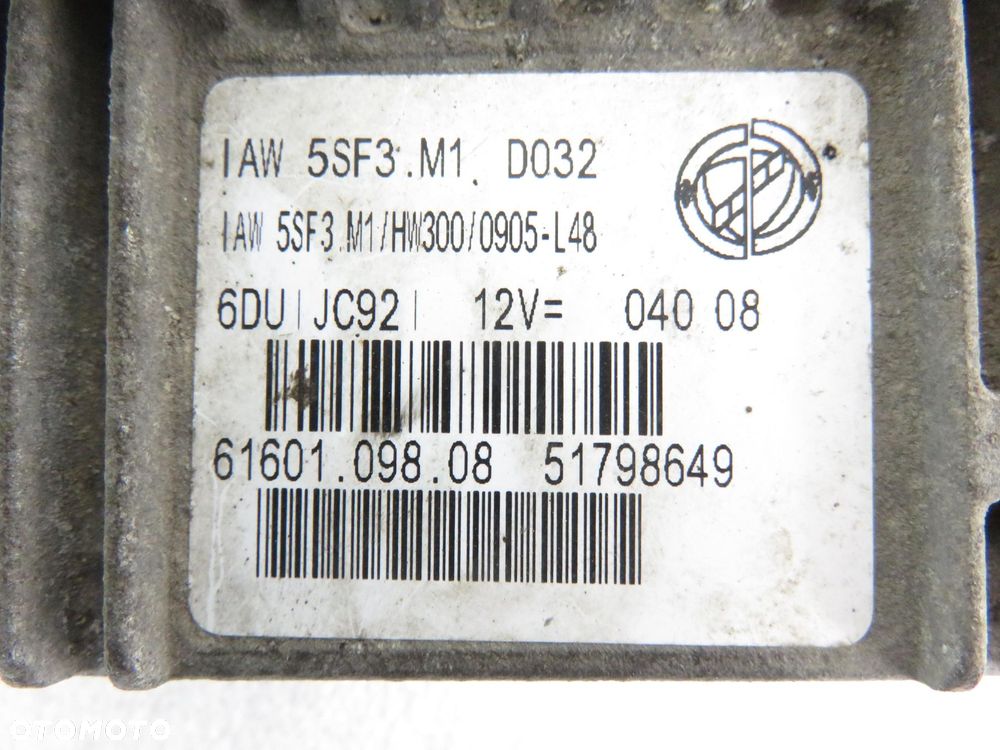 IAW 5SF3.M1 D032
IAW 5SF3.M1/HW300/0905-L48
6DU|JC92| 12V= 040 08
61601.098.08 51798649
OTOMOTO